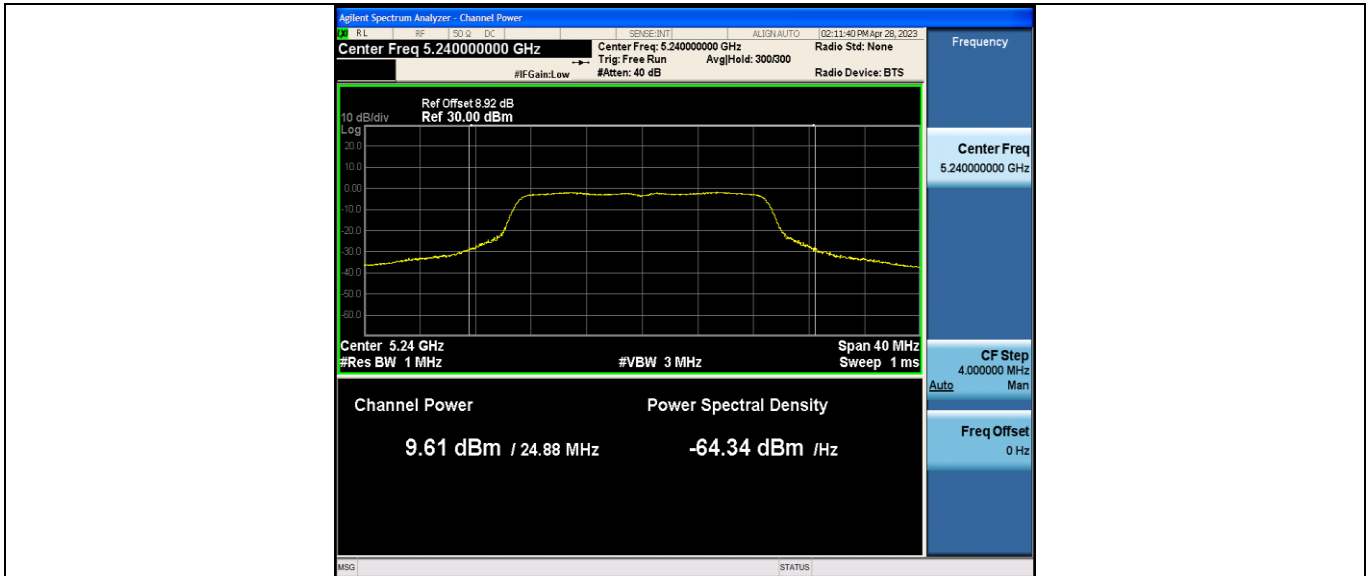 Agilent Spectrum Analyzer - Channel Power
LXI RL RF 50 Ω DC SENSE:INT ALIGN AUTO 02:11:40 PM Apr 28, 2023
Center Freq 5.240000000 GHz
Center Freq: 5.240000000 GHz
Radio Std: None
Trig: Free Run Avg|Hold: 300/300
#IFGain:Low
#Atten: 40 dB
Radio Device: BTS
Ref Offset 8.92 dB
10 dB/div Ref 30.00 dBm
Log
20.0
10.0
0.00
-10.0
-20.0
-30.0
-40.0
-50.0
-60.0
Center 5.24 GHz Span 40 MHz
#Res BW 1 MHz #VBW 3 MHz Sweep 1 ms
Channel Power Power Spectral Density
9.61 dBm / 24.88 MHz -64.34 dBm /Hz
MSG STATUS
Frequency
Center Freq
5.240000000 GHz
CF Step
4.000000 MHz
Auto Man
Freq Offset
0 Hz